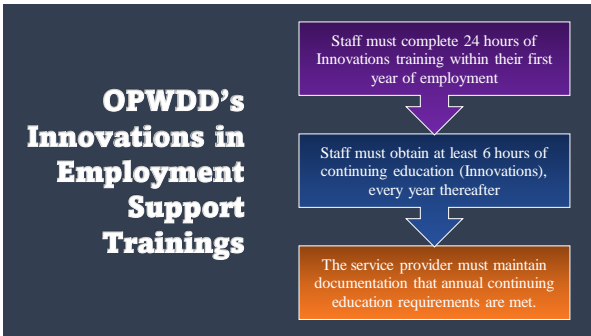 OPWDD's
Innovations in
Employment
Support
Trainings
Staff must complete 24 hours of
Innovations training within their first
year of employment
Staff must obtain at least 6 hours of
continuing education (Innovations),
every year thereafter
The service provider must maintain
documentation that annual continuing
education requirements are met.